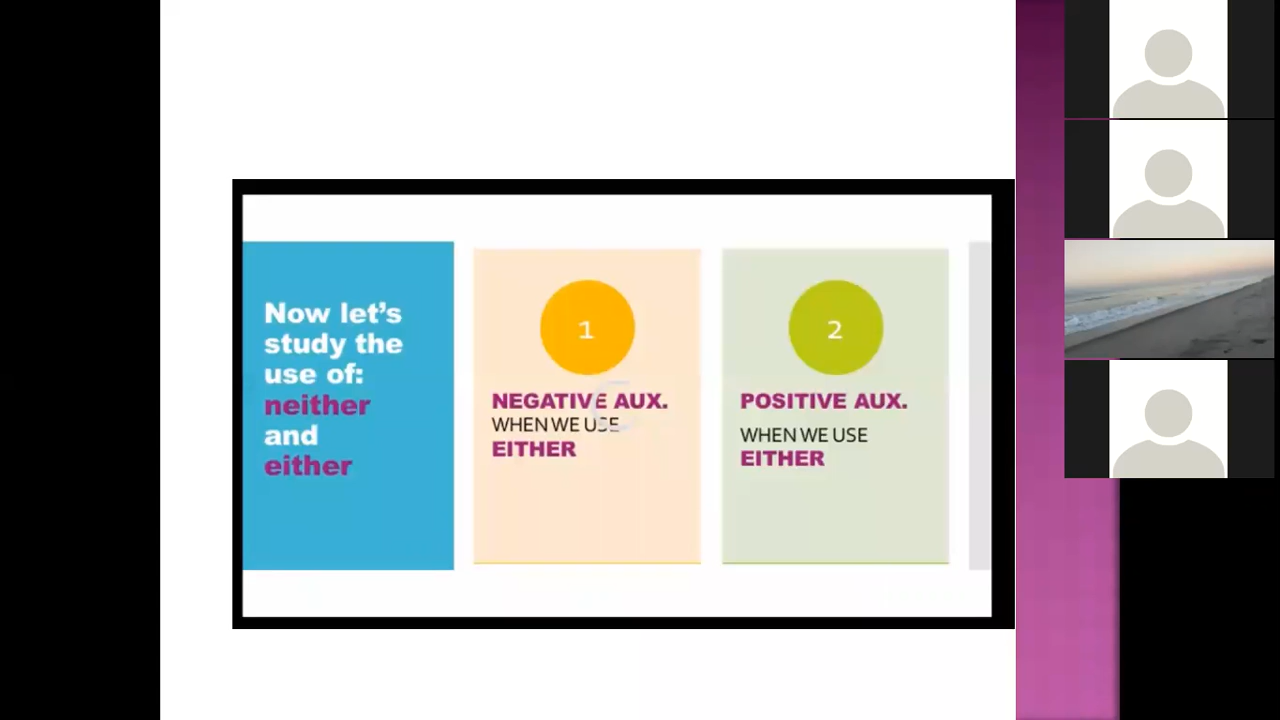 Now let's
study the
use of:
neither
and
either
1
NEGATIVE AUX.
WHEN WE USE
EITHER
2
POSITIVE AUX.
WHEN WE USE
EITHER